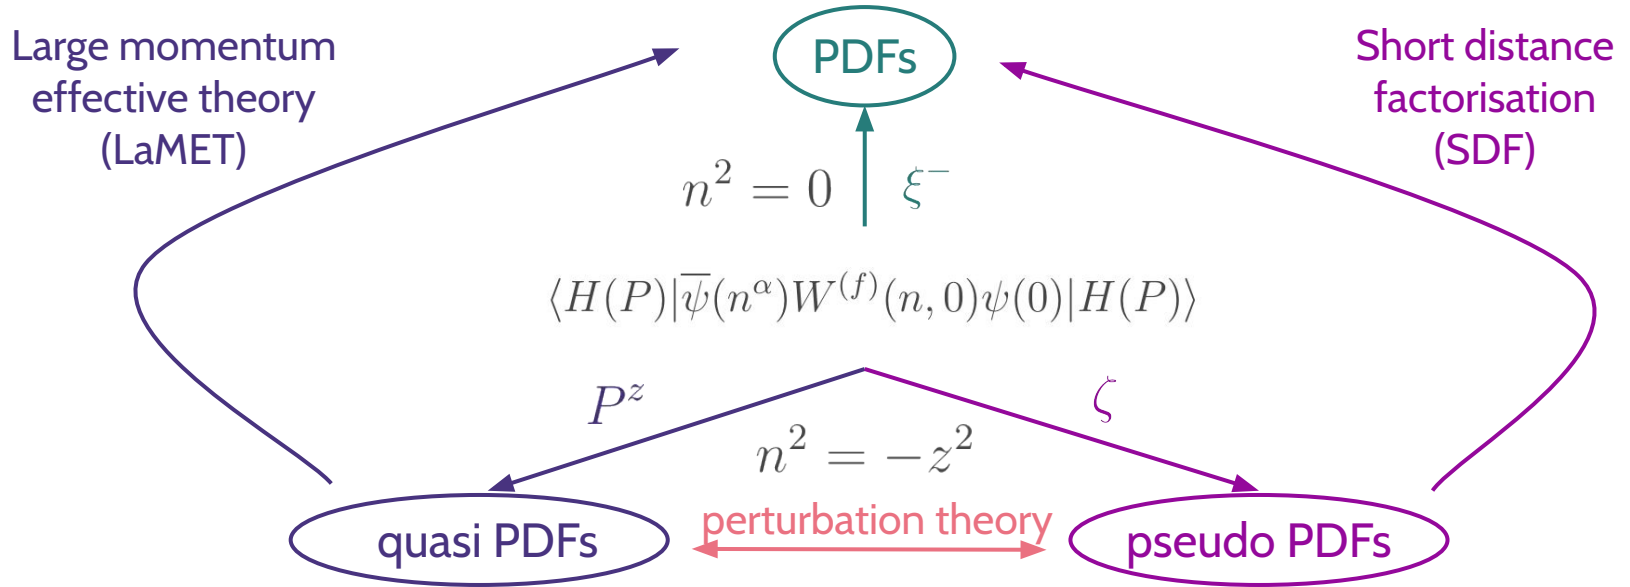 Large momentum
effective theory
(LaMET)
PDFs
Short distance
factorisation
(SDF)
n² = 0
ξ⁻
⟨H(P)|ψ̅(n^α)W^(f)(n, 0)ψ(0)|H(P)⟩
P^z
ζ
n² = −z²
perturbation theory
quasi PDFs
pseudo PDFs